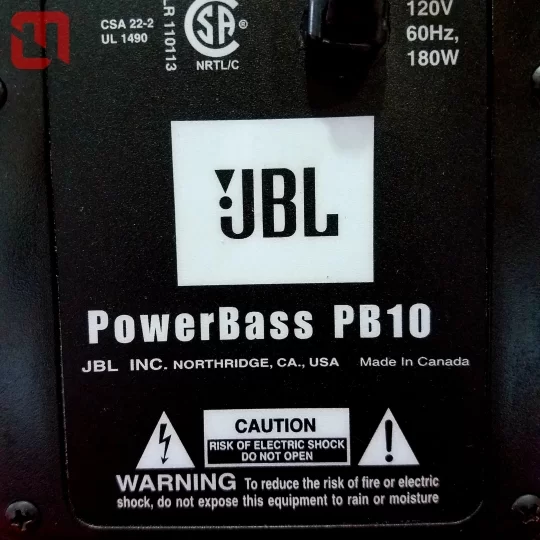 CSA 22-2
UL 1490
LR 110113
SA
®
NRTL/C
120V
60Hz,
180W
JBL
PowerBass PB10
JBL INC. NORTHRIDGE, CA., USA Made In Canada
CAUTION
RISK OF ELECTRIC SHOCK
DO NOT OPEN
WARNING To reduce the risk of fire or electric
shock, do not expose this equipment to rain or moisture